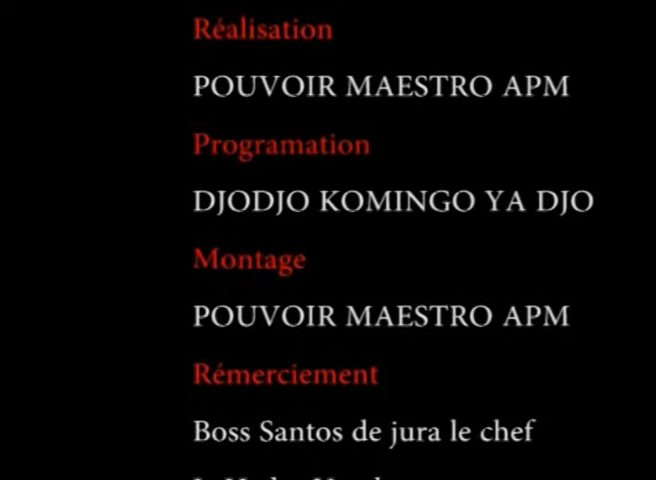 Réalisation
POUVOIR MAESTRO APM
Programation
DJODJO KOMINGO YA DJO
Montage
POUVOIR MAESTRO APM
Rémerciement
Boss Santos de jura le chef